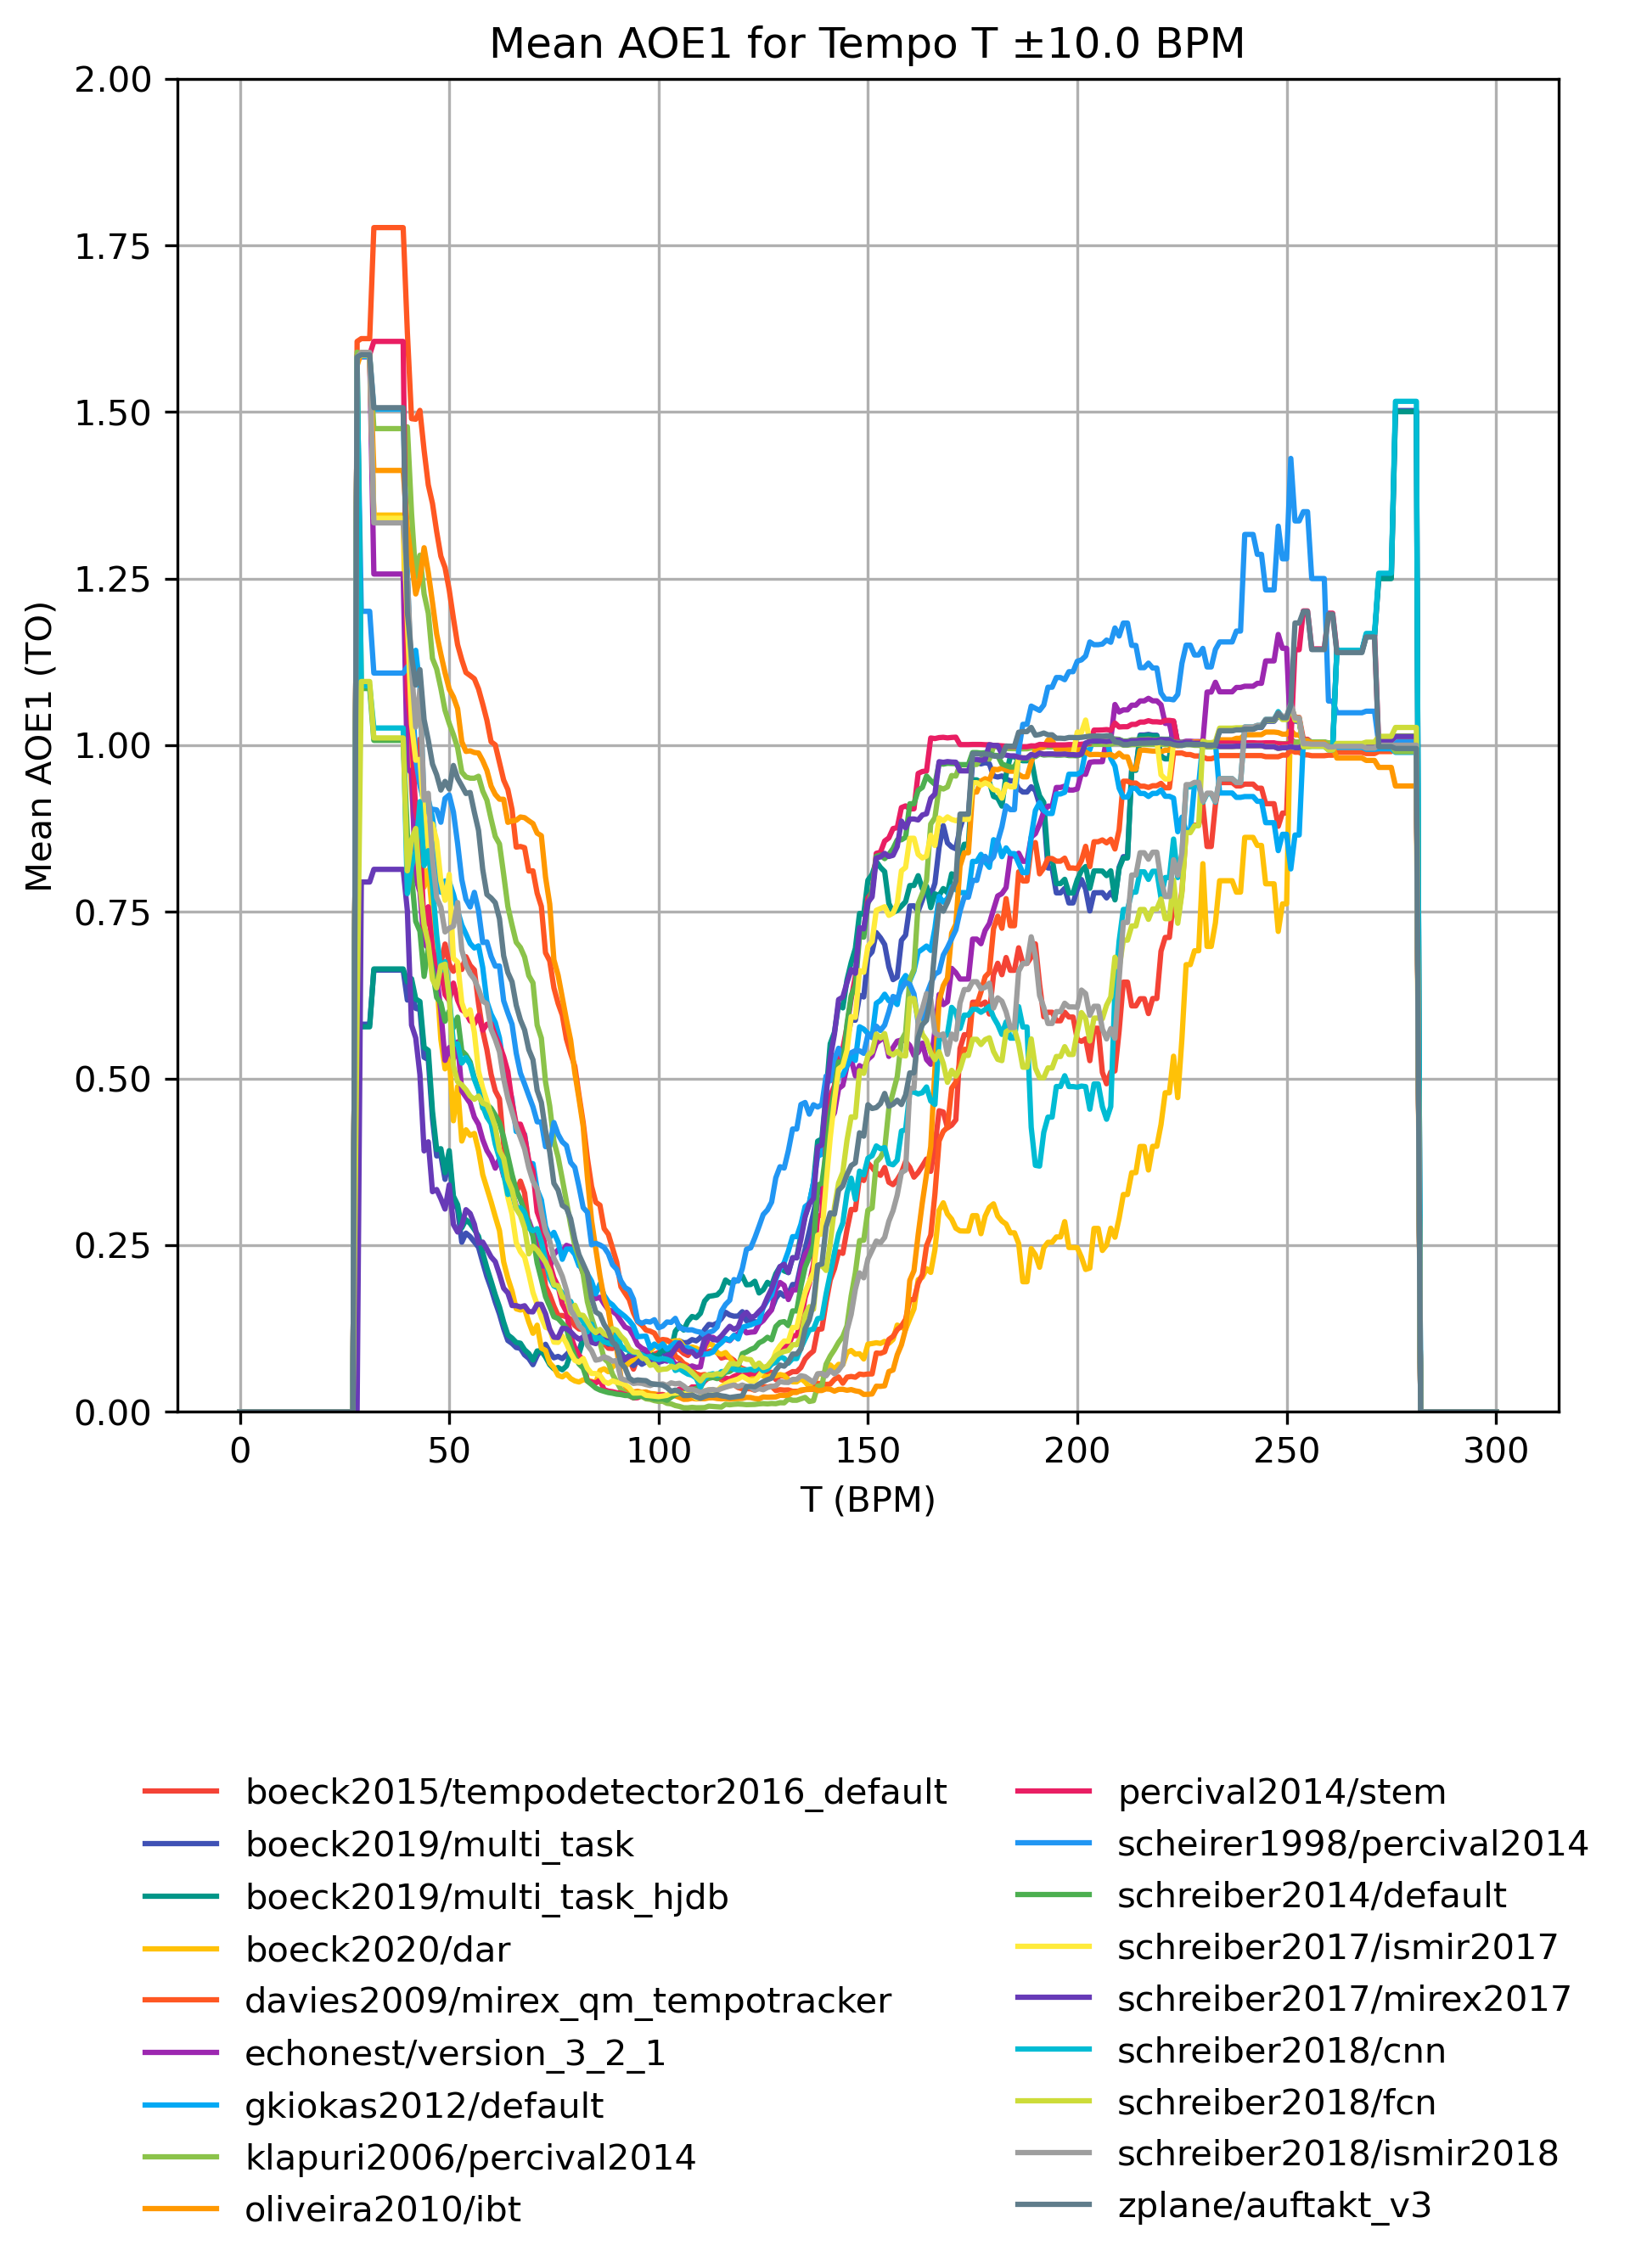 Mean AOE1 for Tempo T ±10.0 BPM
2.00
1.75
1.50
1.25
1.00
0.75
0.50
0.25
0.00
Mean AOE1 (TO)
0 50 100 150 200 250 300
T (BPM)
boeck2015/tempodetector2016_default
boeck2019/multi_task
boeck2019/multi_task_hjdb
boeck2020/dar
davies2009/mirex_qm_tempotracker
echonest/version_3_2_1
gkiokas2012/default
klapuri2006/percival2014
oliveira2010/ibt
percival2014/stem
scheirer1998/percival2014
schreiber2014/default
schreiber2017/ismir2017
schreiber2017/mirex2017
schreiber2018/cnn
schreiber2018/fcn
schreiber2018/ismir2018
zplane/auftakt_v3